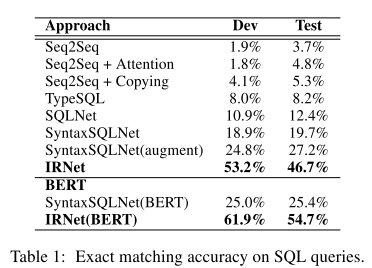 Approach Dev Test
Seq2Seq 1.9% 3.7%
Seq2Seq + Attention 1.8% 4.8%
Seq2Seq + Copying 4.1% 5.3%
TypeSQL 8.0% 8.2%
SQLNet 10.9% 12.4%
SyntaxSQLNet 18.9% 19.7%
SyntaxSQLNet(augment) 24.8% 27.2%
IRNet 53.2% 46.7%
BERT
SyntaxSQLNet(BERT) 25.0% 25.4%
IRNet(BERT) 61.9% 54.7%
Table 1: Exact matching accuracy on SQL queries.